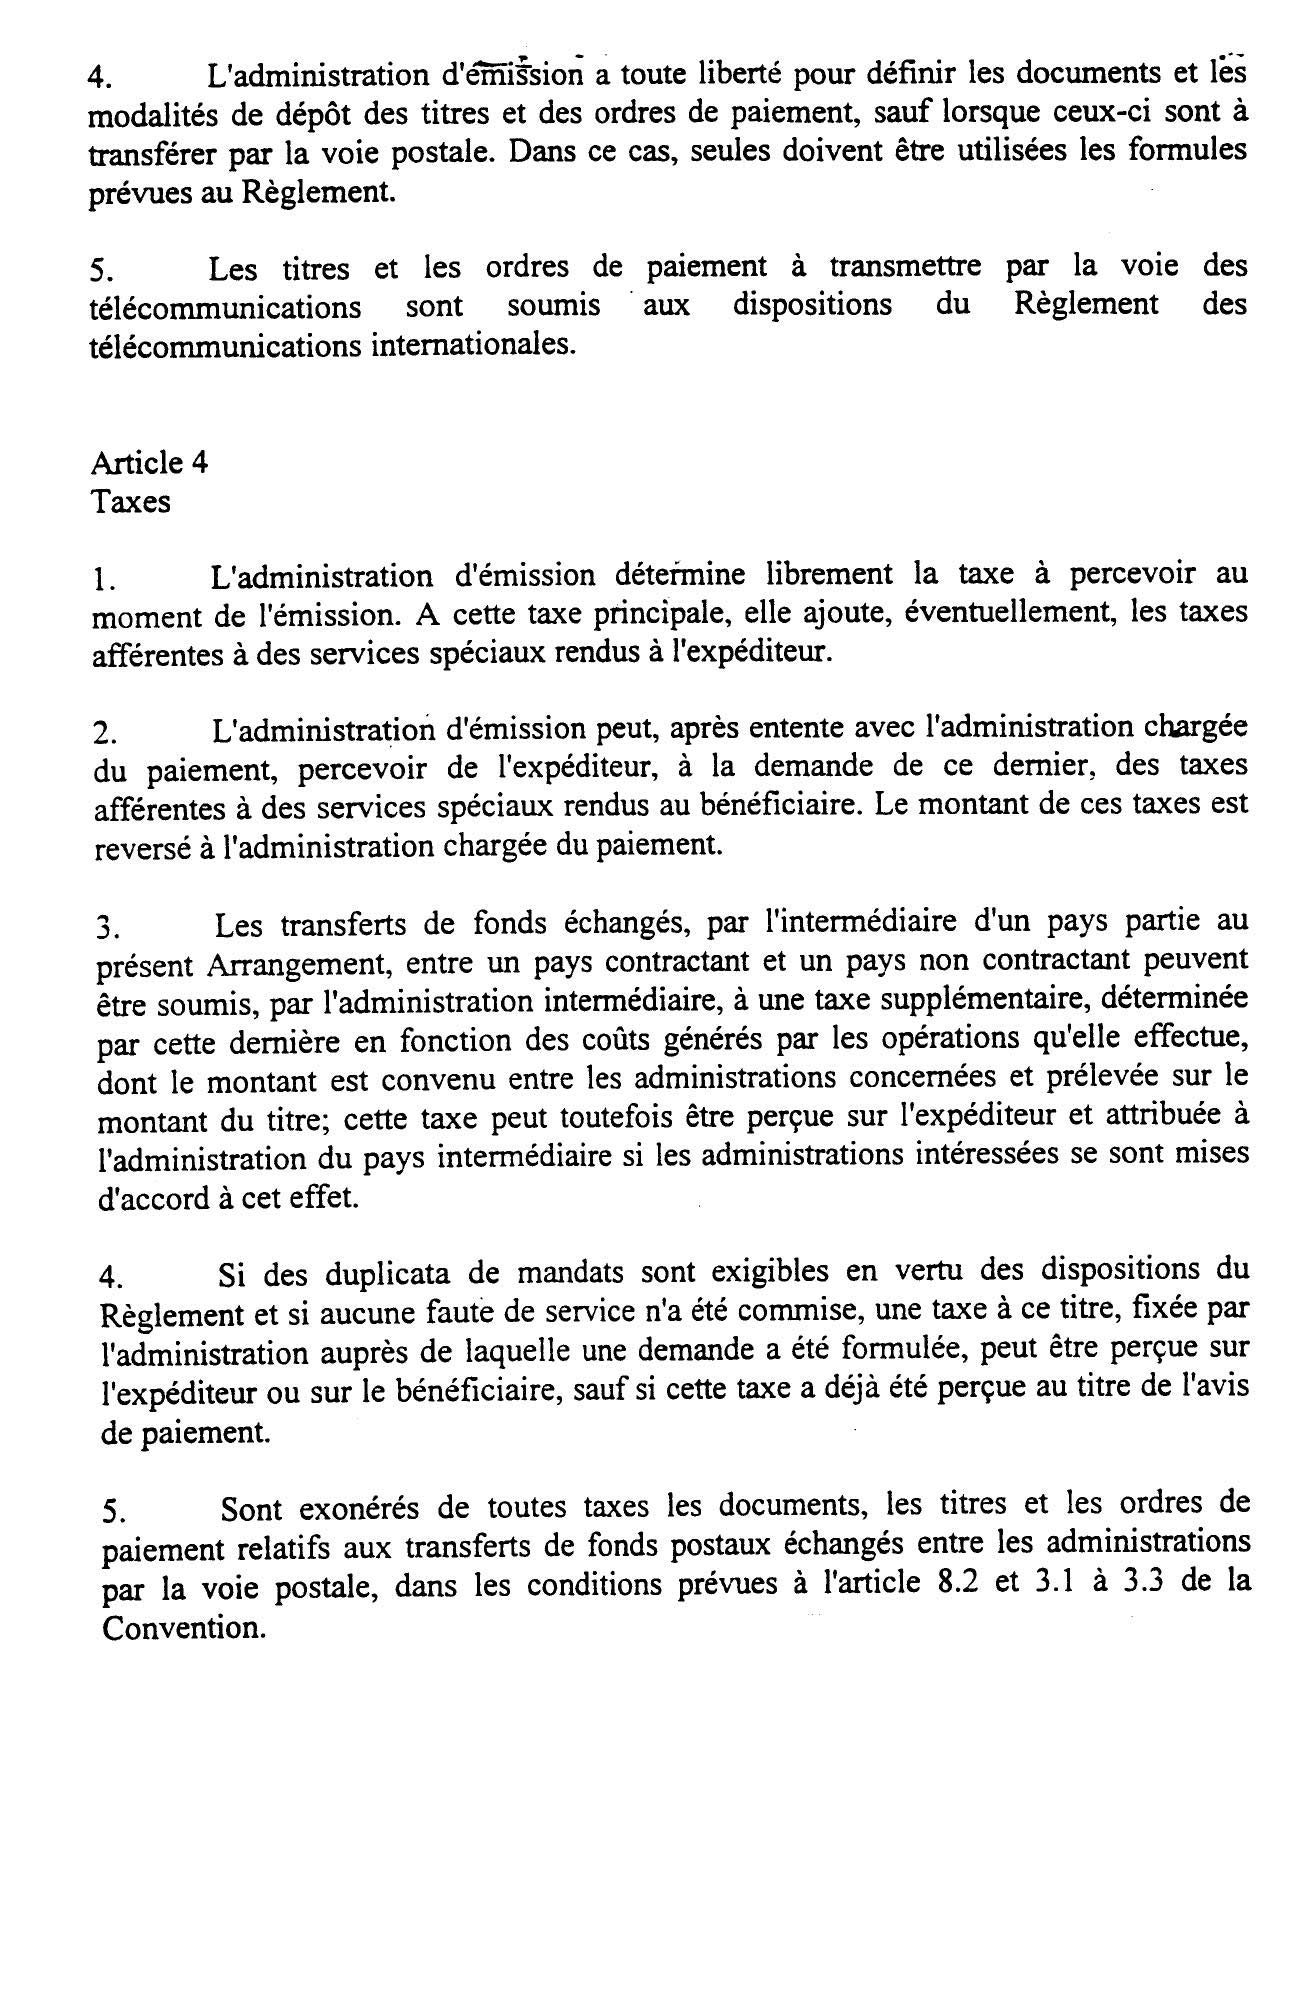 4. L'administration d'émission a toute liberté pour définir les documents et les
modalités de dépôt des titres et des ordres de paiement, sauf lorsque ceux-ci sont à
transférer par la voie postale. Dans ce cas, seules doivent être utilisées les formules
prévues au Règlement.
5. Les titres et les ordres de paiement à transmettre par la voie des
télécommunications sont soumis aux dispositions du Règlement des
télécommunications internationales.
Article 4
Taxes
1. L'administration d'émission détermine librement la taxe à percevoir au
moment de l'émission. A cette taxe principale, elle ajoute, éventuellement, les taxes
afférentes à des services spéciaux rendus à l'expéditeur.
2. L'administration d'émission peut, après entente avec l'administration chargée
du paiement, percevoir de l'expéditeur, à la demande de ce dernier, des taxes
afférentes à des services spéciaux rendus au bénéficiaire. Le montant de ces taxes est
reversé à l'administration chargée du paiement.
3. Les transferts de fonds échangés, par l'intermédiaire d'un pays partie au
présent Arrangement, entre un pays contractant et un pays non contractant peuvent
être soumis, par l'administration intermédiaire, à une taxe supplémentaire, déterminée
par cette dernière en fonction des coûts générés par les opérations qu'elle effectue,
dont le montant est convenu entre les administrations concernées et prélevée sur le
montant du titre; cette taxe peut toutefois être perçue sur l'expéditeur et attribuée à
l'administration du pays intermédiaire si les administrations intéressées se sont mises
d'accord à cet effet.
4. Si des duplicata de mandats sont exigibles en vertu des dispositions du
Règlement et si aucune faute de service n'a été commise, une taxe à ce titre, fixée par
l'administration auprès de laquelle une demande a été formulée, peut être perçue sur
l'expéditeur ou sur le bénéficiaire, sauf si cette taxe a déjà été perçue au titre de l'avis
de paiement.
5. Sont exonérés de toutes taxes les documents, les titres et les ordres de
paiement relatifs aux transferts de fonds postaux échangés entre les administrations
par la voie postale, dans les conditions prévues à l'article 8.2 et 3.1 à 3.3 de la
Convention.